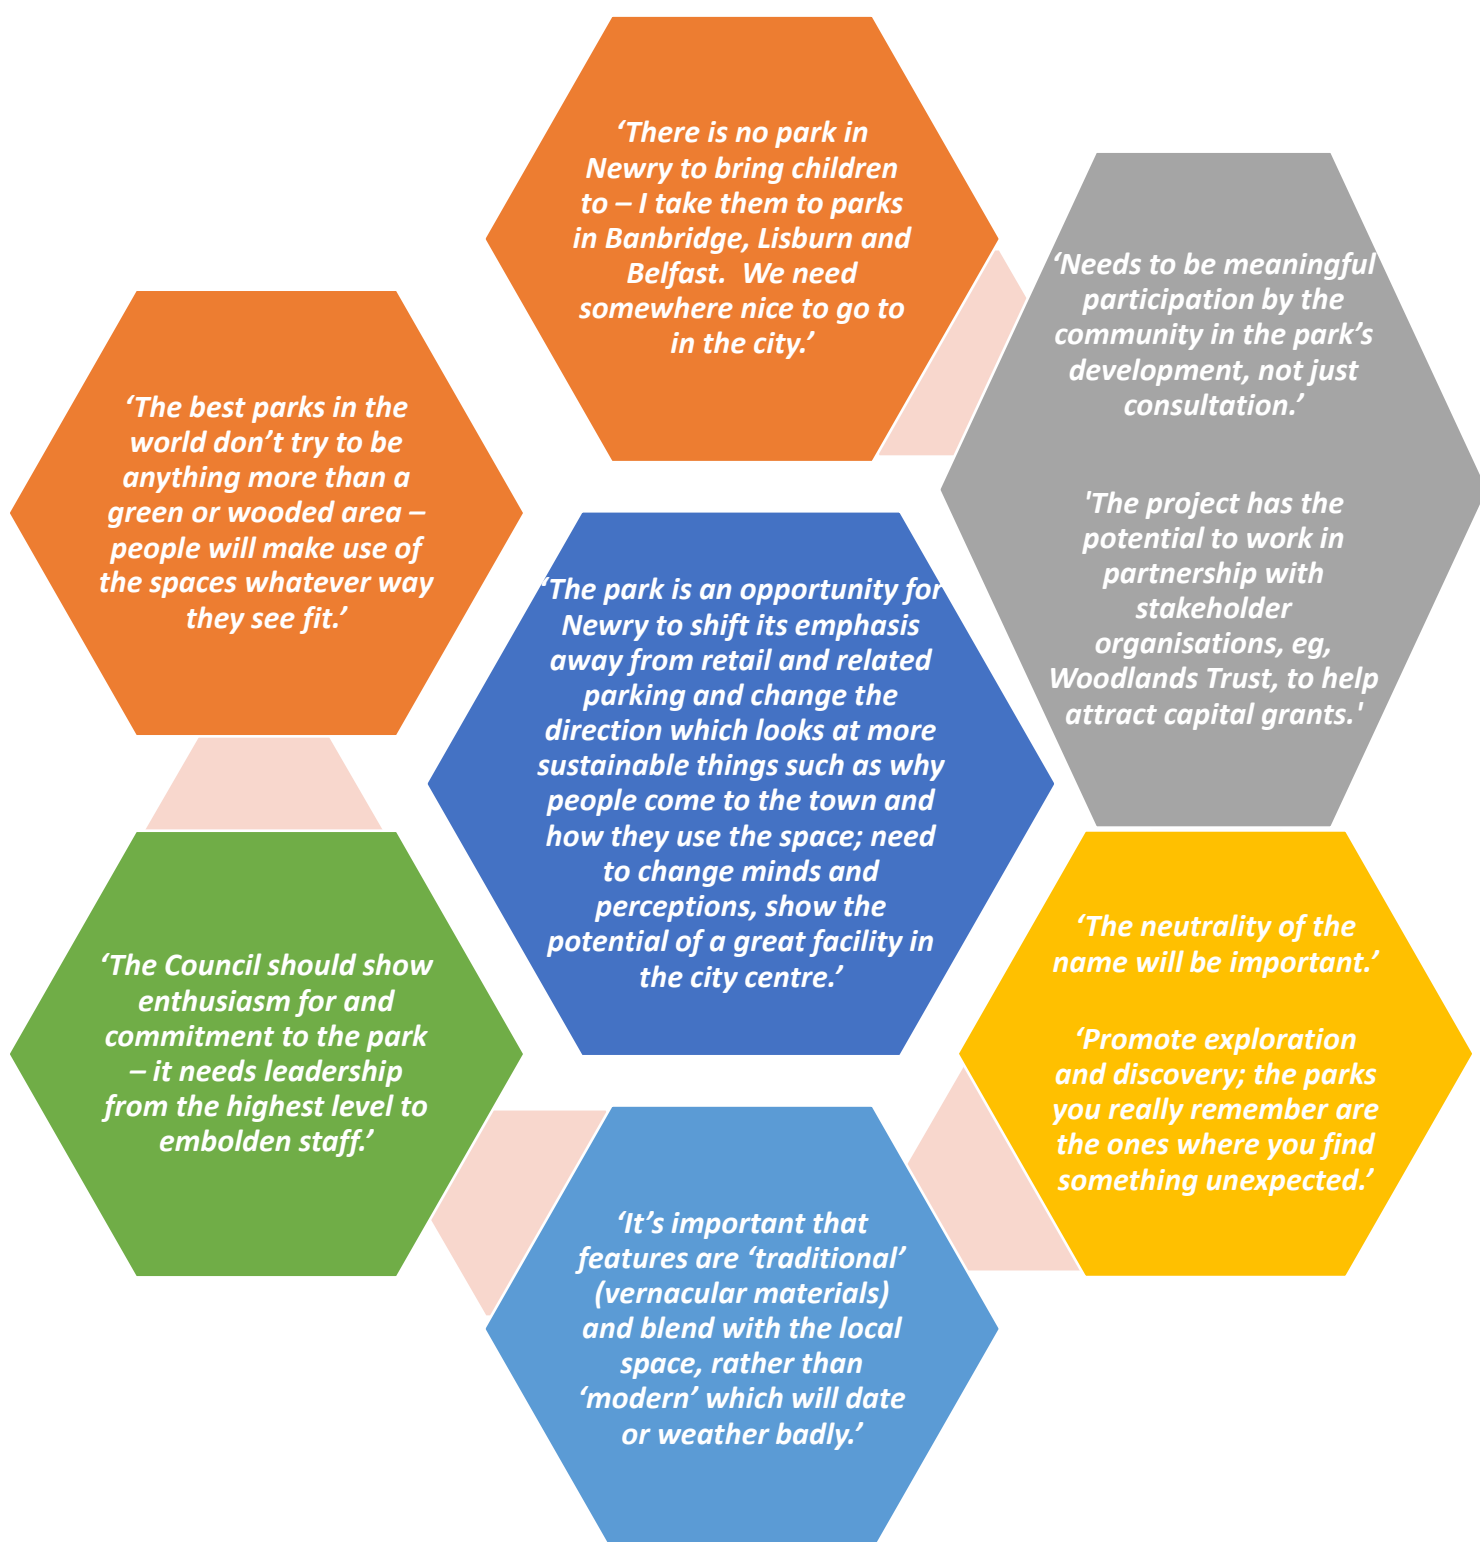 ‘There is no park in
Newry to bring children
to – I take them to parks
in Banbridge, Lisburn and
Belfast.  We need
somewhere nice to go to
in the city.’
‘Needs to be meaningful
participation by the
community in the park’s
development, not just
consultation.’
'The project has the
potential to work in
partnership with
stakeholder
organisations, eg,
Woodlands Trust, to help
attract capital grants.'
‘The best parks in the
world don’t try to be
anything more than a
green or wooded area –
people will make use of
the spaces whatever way
they see fit.’
‘The park is an opportunity for
Newry to shift its emphasis
away from retail and related
parking and change the
direction which looks at more
sustainable things such as why
people come to the town and
how they use the space; need
to change minds and
perceptions, show the
potential of a great facility in
the city centre.’
‘The neutrality of the
name will be important.’
‘Promote exploration
and discovery; the parks
you really remember are
the ones where you find
something unexpected.’
‘The Council should show
enthusiasm for and
commitment to the park
– it needs leadership
from the highest level to
embolden staff.’
‘It’s important that
features are ‘traditional’
(vernacular materials)
and blend with the local
space, rather than
‘modern’ which will date
or weather badly.’